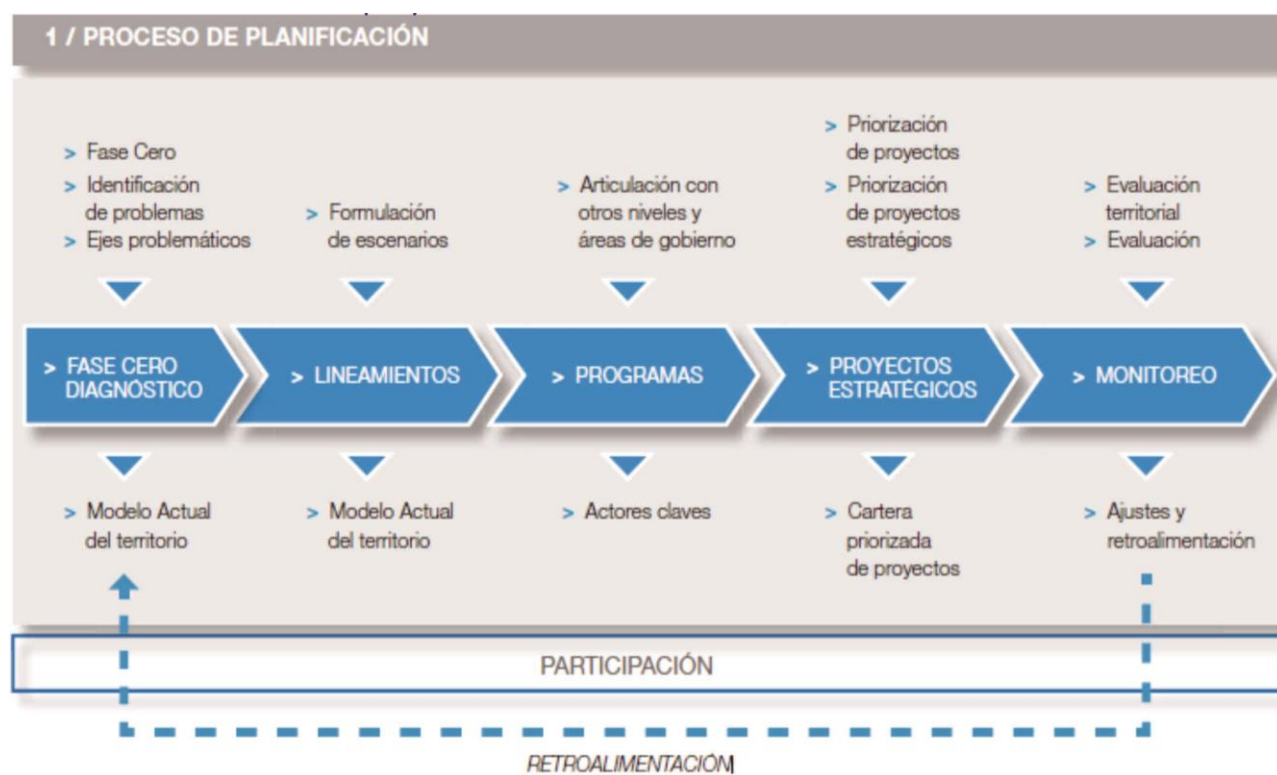 1 / PROCESO DE PLANIFICACIÓN
> Fase Cero
> Identificación
de problemas
> Ejes problemáticos
> Formulación
de escenarios
> Articulación con
otros niveles y
áreas de gobierno
> Priorización
de proyectos
> Priorización
de proyectos
estratégicos
> Evaluación
territorial
> Evaluación
> FASE CERO
DIAGNÓSTICO
> LINEAMIENTOS
> PROGRAMAS
> PROYECTOS
ESTRATÉGICOS
> MONITOREO
> Modelo Actual
del territorio
> Modelo Actual
del territorio
> Actores claves
> Cartera
priorizada
de proyectos
> Ajustes y
retroalimentación
PARTICIPACIÓN
RETROALIMENTACIÓN